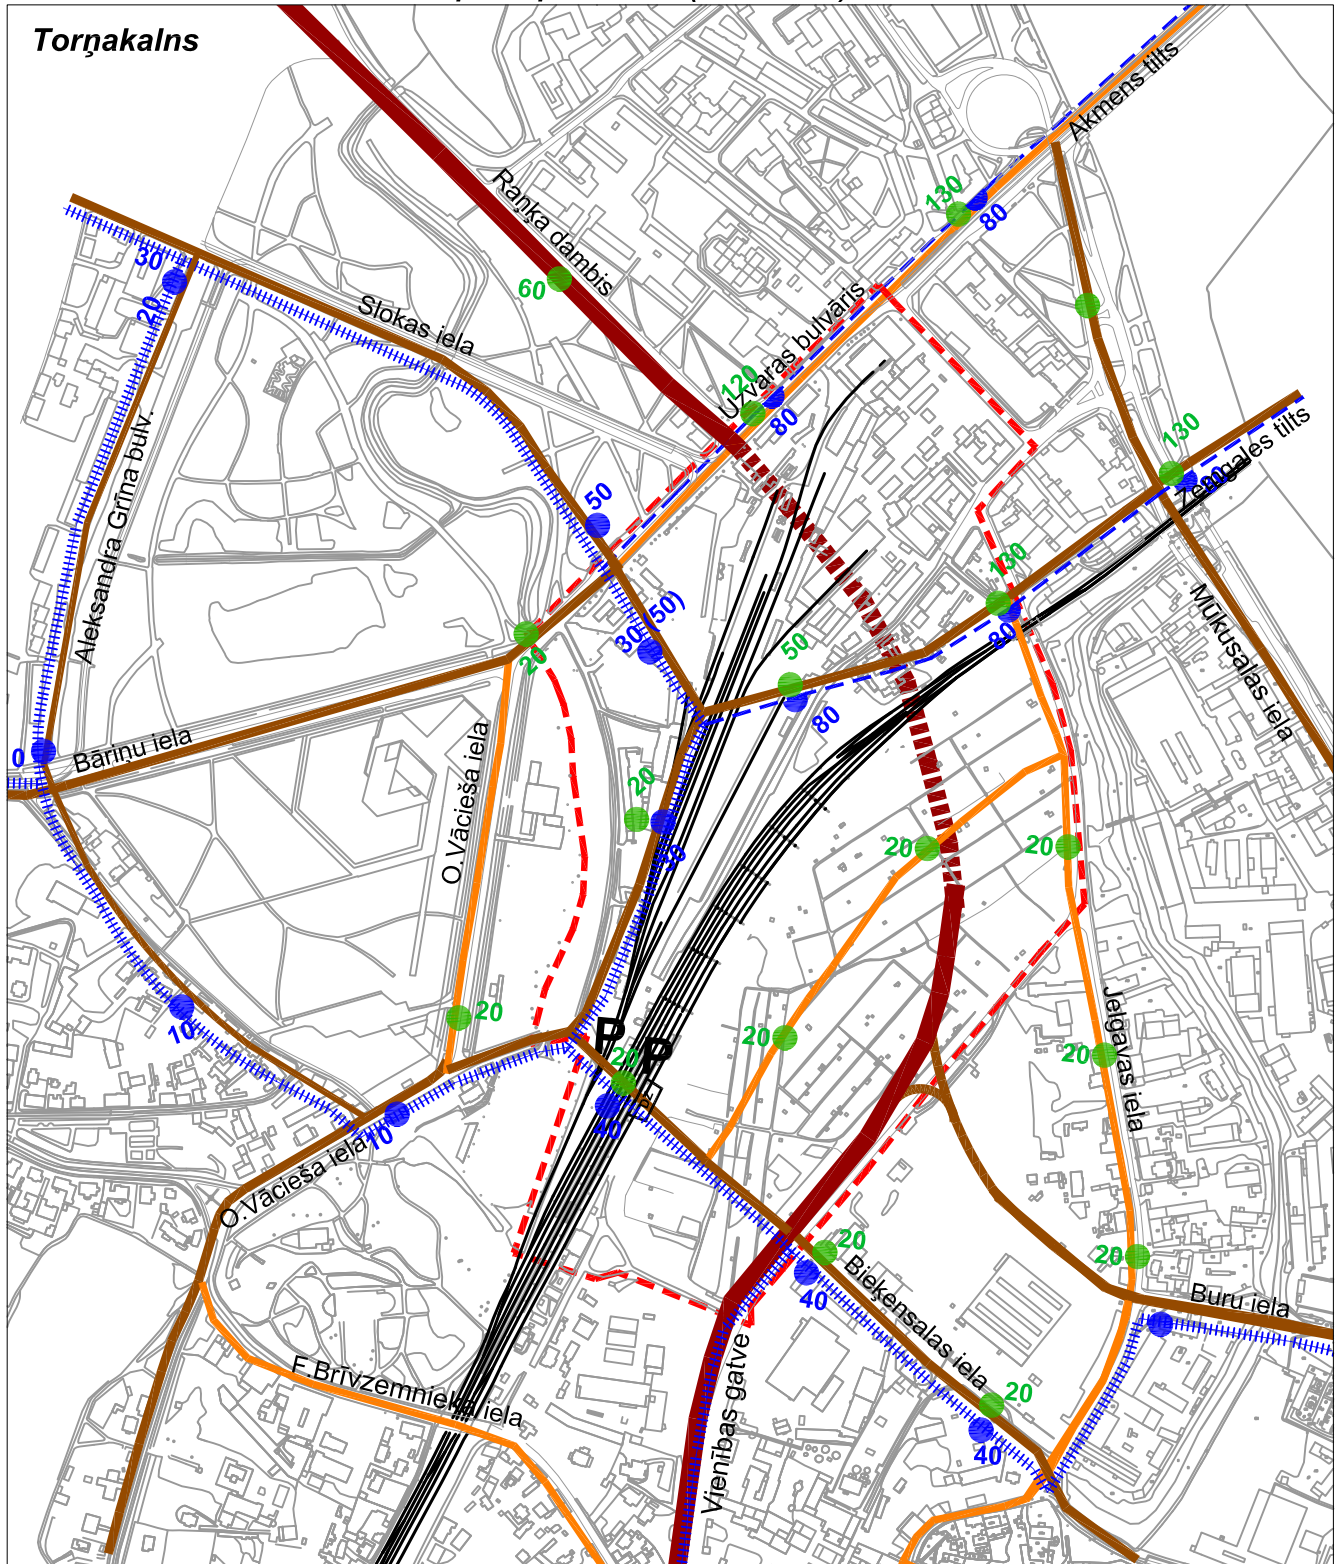 Torņakalns
Akmens tilts
Raņķa dambis
130
80
30
20
60
Slokas iela
Uzvaras bulvāris
120
80
130
80
Zemgales tilts
Aleksandra Grīna bulv.
50
130
80
30 (50)
20
50
80
Mūkusalas iela
0
Bāriņu iela
O.Vācieša iela
20
30
20
20
20
10
20
20
Jelgavas iela
P
P
20
40
10
O.Vācieša iela
20
20
40
Bieķensalas iela
Buru iela
F.Brīvzemnieka iela
Vienības gatve
20
40